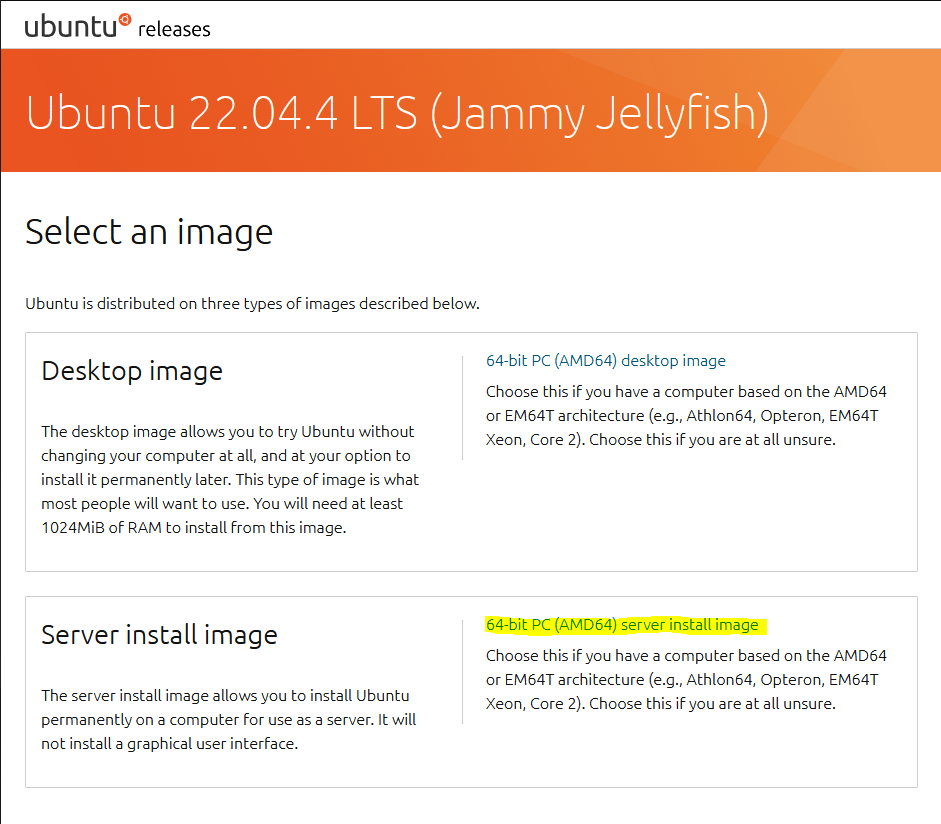 ubuntu releases
Ubuntu 22.04.4 LTS (Jammy Jellyfish)
Select an image
Ubuntu is distributed on three types of images described below.
Desktop image
The desktop image allows you to try Ubuntu without
changing your computer at all, and at your option to
install it permanently later. This type of image is what
most people will want to use. You will need at least
1024MiB of RAM to install from this image.
64-bit PC (AMD64) desktop image
Choose this if you have a computer based on the AMD64
or EM64T architecture (e.g., Athlon64, Opteron, EM64T
Xeon, Core 2). Choose this if you are at all unsure.
Server install image
The server install image allows you to install Ubuntu
permanently on a computer for use as a server. It will
not install a graphical user interface.
64-bit PC (AMD64) server install image
Choose this if you have a computer based on the AMD64
or EM64T architecture (e.g., Athlon64, Opteron, EM64T
Xeon, Core 2). Choose this if you are at all unsure.